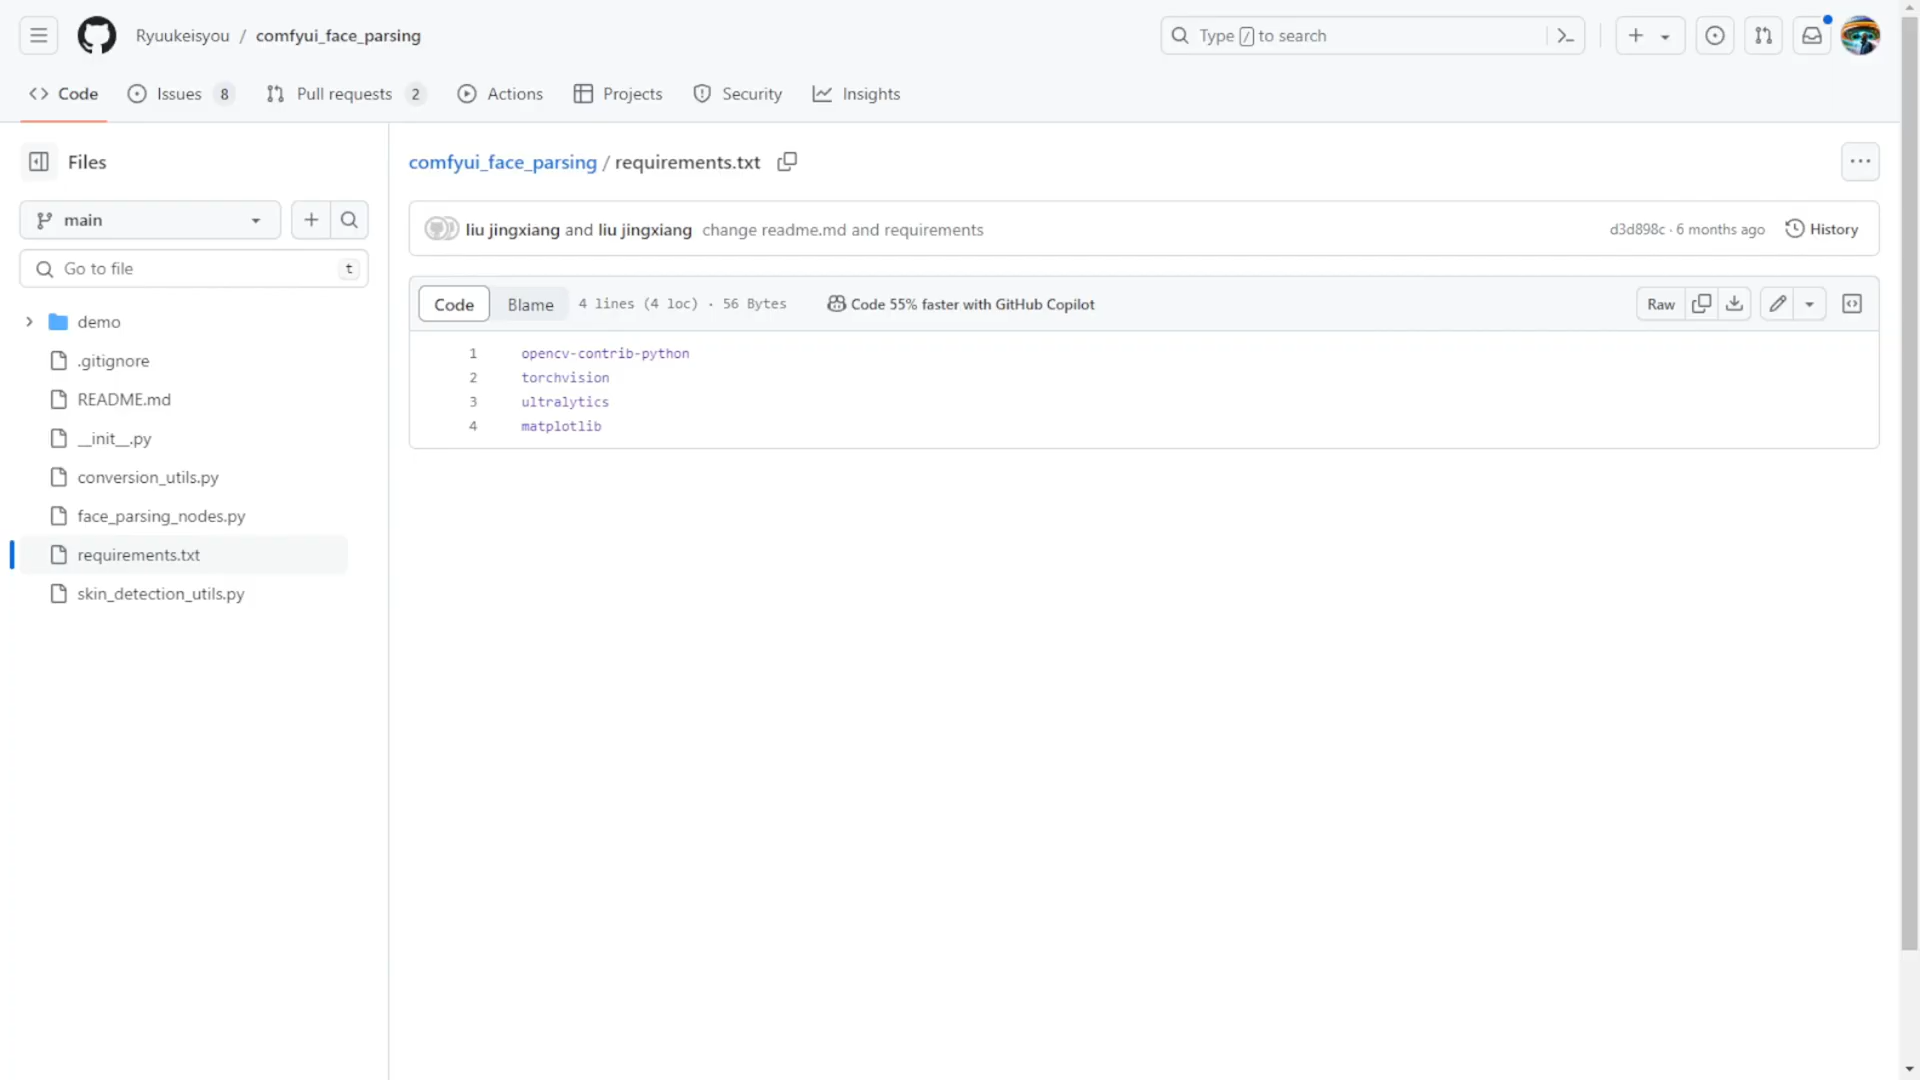 Ryuukeisyou / comfyui_face_parsing
Type / to search
Code
Issues 8
Pull requests 2
Actions
Projects
Security
Insights
Files
main
Go to file
t
demo
.gitignore
README.md
__init__.py
conversion_utils.py
face_parsing_nodes.py
requirements.txt
skin_detection_utils.py
comfyui_face_parsing / requirements.txt
liu jingxiang and liu jingxiang change readme.md and requirements
d3d898c · 6 months ago
History
Code
Blame
4 lines (4 loc) · 56 Bytes
Code 55% faster with GitHub Copilot
Raw
1 opencv-contrib-python
2 torchvision
3 ultralytics
4 matplotlib